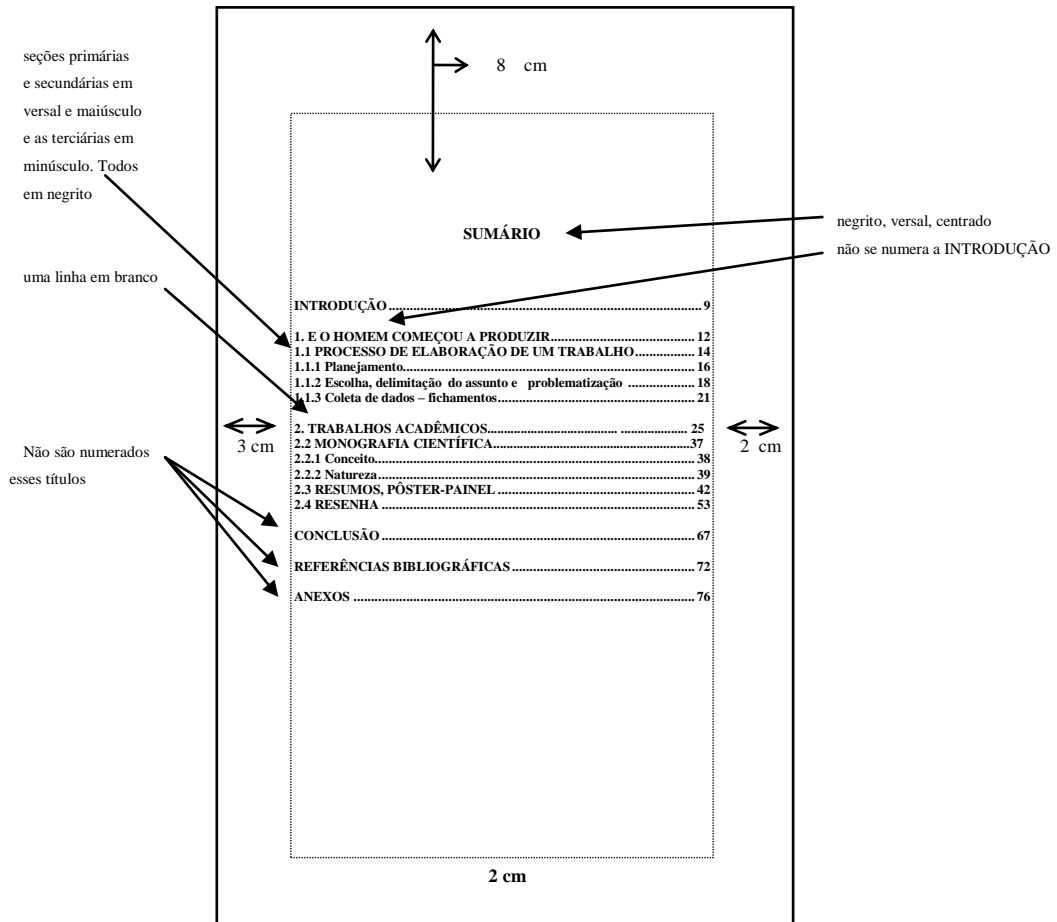 seções primárias
e secundárias em
versal e maiúsculo
e as terciárias em
minúsculo. Todos
em negrito
8 cm
negrito, versal, centrado
não se numera a INTRODUÇÃO
SUMÁRIO
uma linha em branco
INTRODUÇÃO ........................................................................................ 9
1. E O HOMEM COMEÇOU A PRODUZIR........................................... 12
1.1 PROCESSO DE ELABORAÇÃO DE UM TRABALHO................. 14
1.1.1 Planejamento........................................................................................ 16
1.1.2 Escolha, delimitação do assunto e problematização .................... 18
1.1.3 Coleta de dados – fichamentos............................................................ 21
2. TRABALHOS ACADÊMICOS....................................... .................... 25
2.2 MONOGRAFIA CIENTÍFICA............................................................37
2.2.1 Conceito................................................................................................ 38
2.2.2 Natureza................................................................................................ 39
2.3 RESUMOS, PÔSTER-PAINEL ........................................................... 42
2.4 RESENHA .............................................................................................. 53
CONCLUSÃO .............................................................................................. 67
REFERÊNCIAS BIBLIOGRÁFICAS ....................................................... 72
ANEXOS ....................................................................................................... 76
3 cm
2 cm
Não são numerados
esses títulos
2 cm